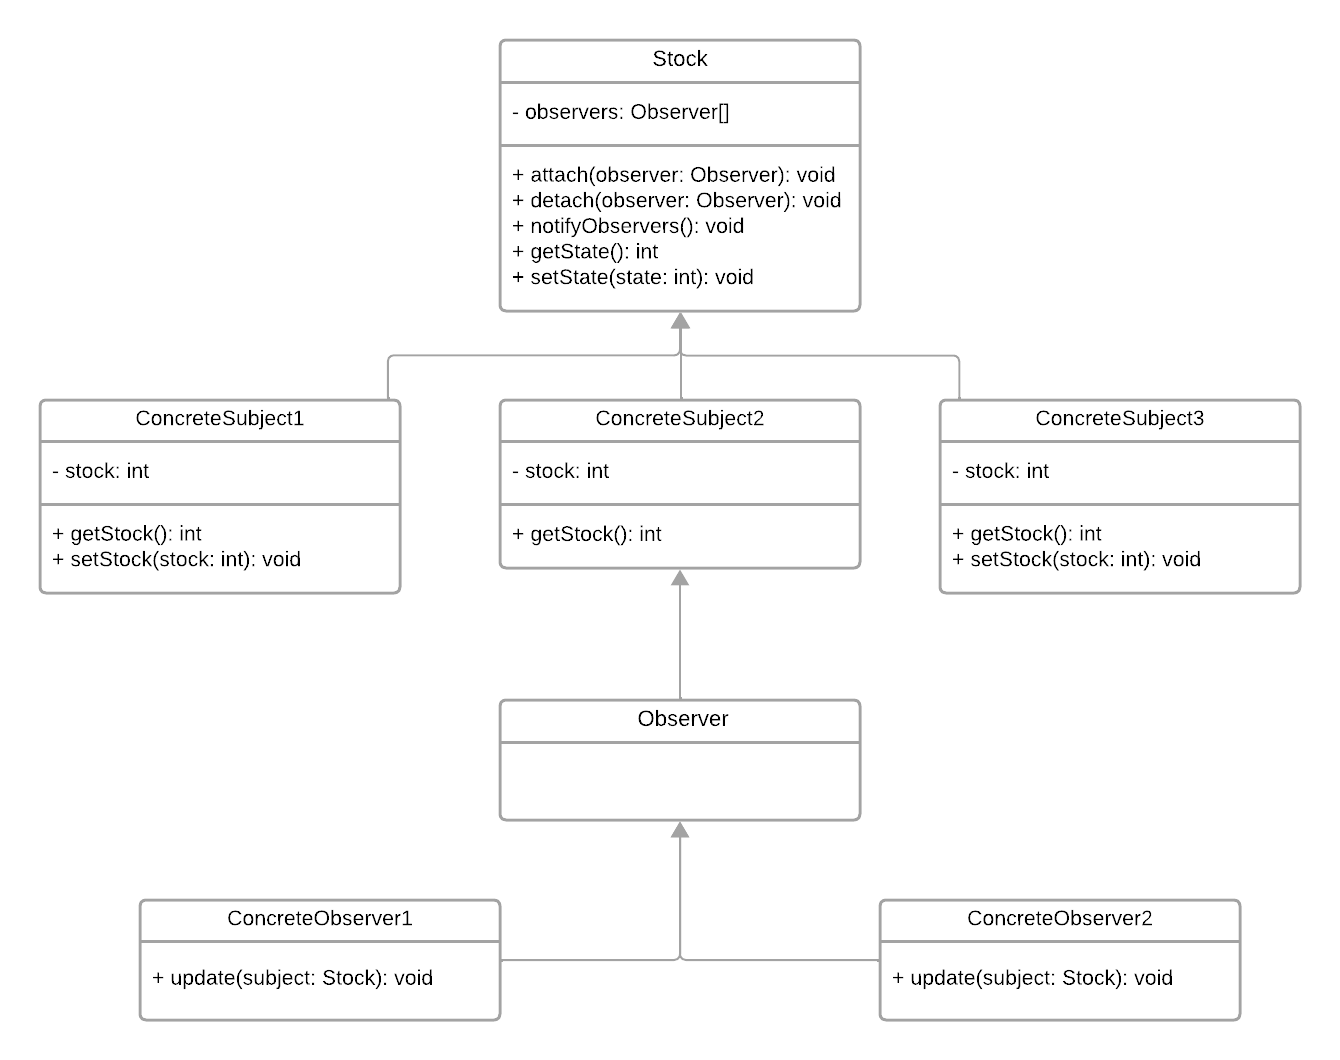 Stock
- observers: Observer[]
+ attach(observer: Observer): void
+ detach(observer: Observer): void
+ notifyObservers(): void
+ getState(): int
+ setState(state: int): void
ConcreteSubject1
- stock: int
+ getStock(): int
+ setStock(stock: int): void
ConcreteSubject2
- stock: int
+ getStock(): int
ConcreteSubject3
- stock: int
+ getStock(): int
+ setStock(stock: int): void
Observer
ConcreteObserver1
+ update(subject: Stock): void
ConcreteObserver2
+ update(subject: Stock): void